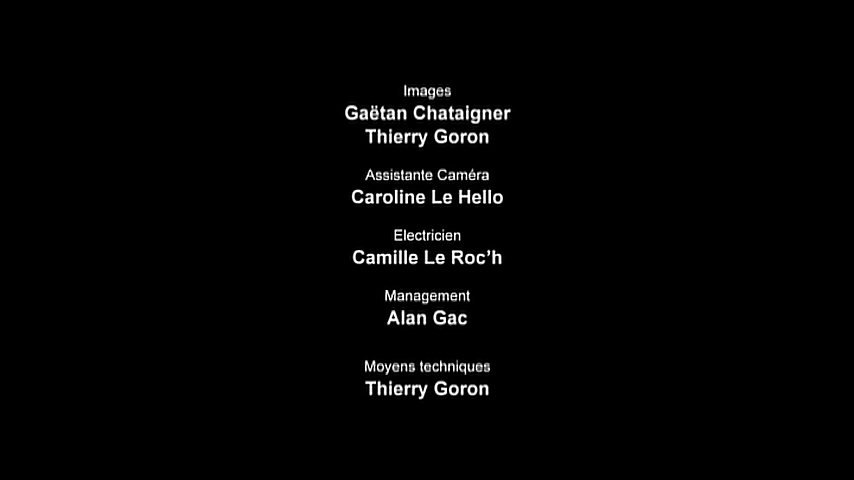 Images
Gaëtan Chataigner
Thierry Goron
Assistante Caméra
Caroline Le Hello
Electricien
Camille Le Roc’h
Management
Alan Gac
Moyens techniques
Thierry Goron